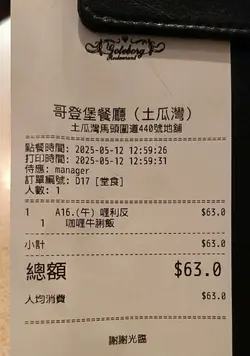 Goteborg
Restaurant
哥登堡餐廳（土瓜灣）
土瓜灣馬頭圍道440號地舖
點餐時間: 2025-05-12 12:59:26
打印時間: 2025-05-12 12:59:31
侍應: manager
訂單編號: D17 [堂食]
人數: 1
1 A16.(午) 喱利反 $63.0
1 咖喱牛脷飯
小計 $63.0
總額 $63.0
人均消費 $63.0
謝謝光臨